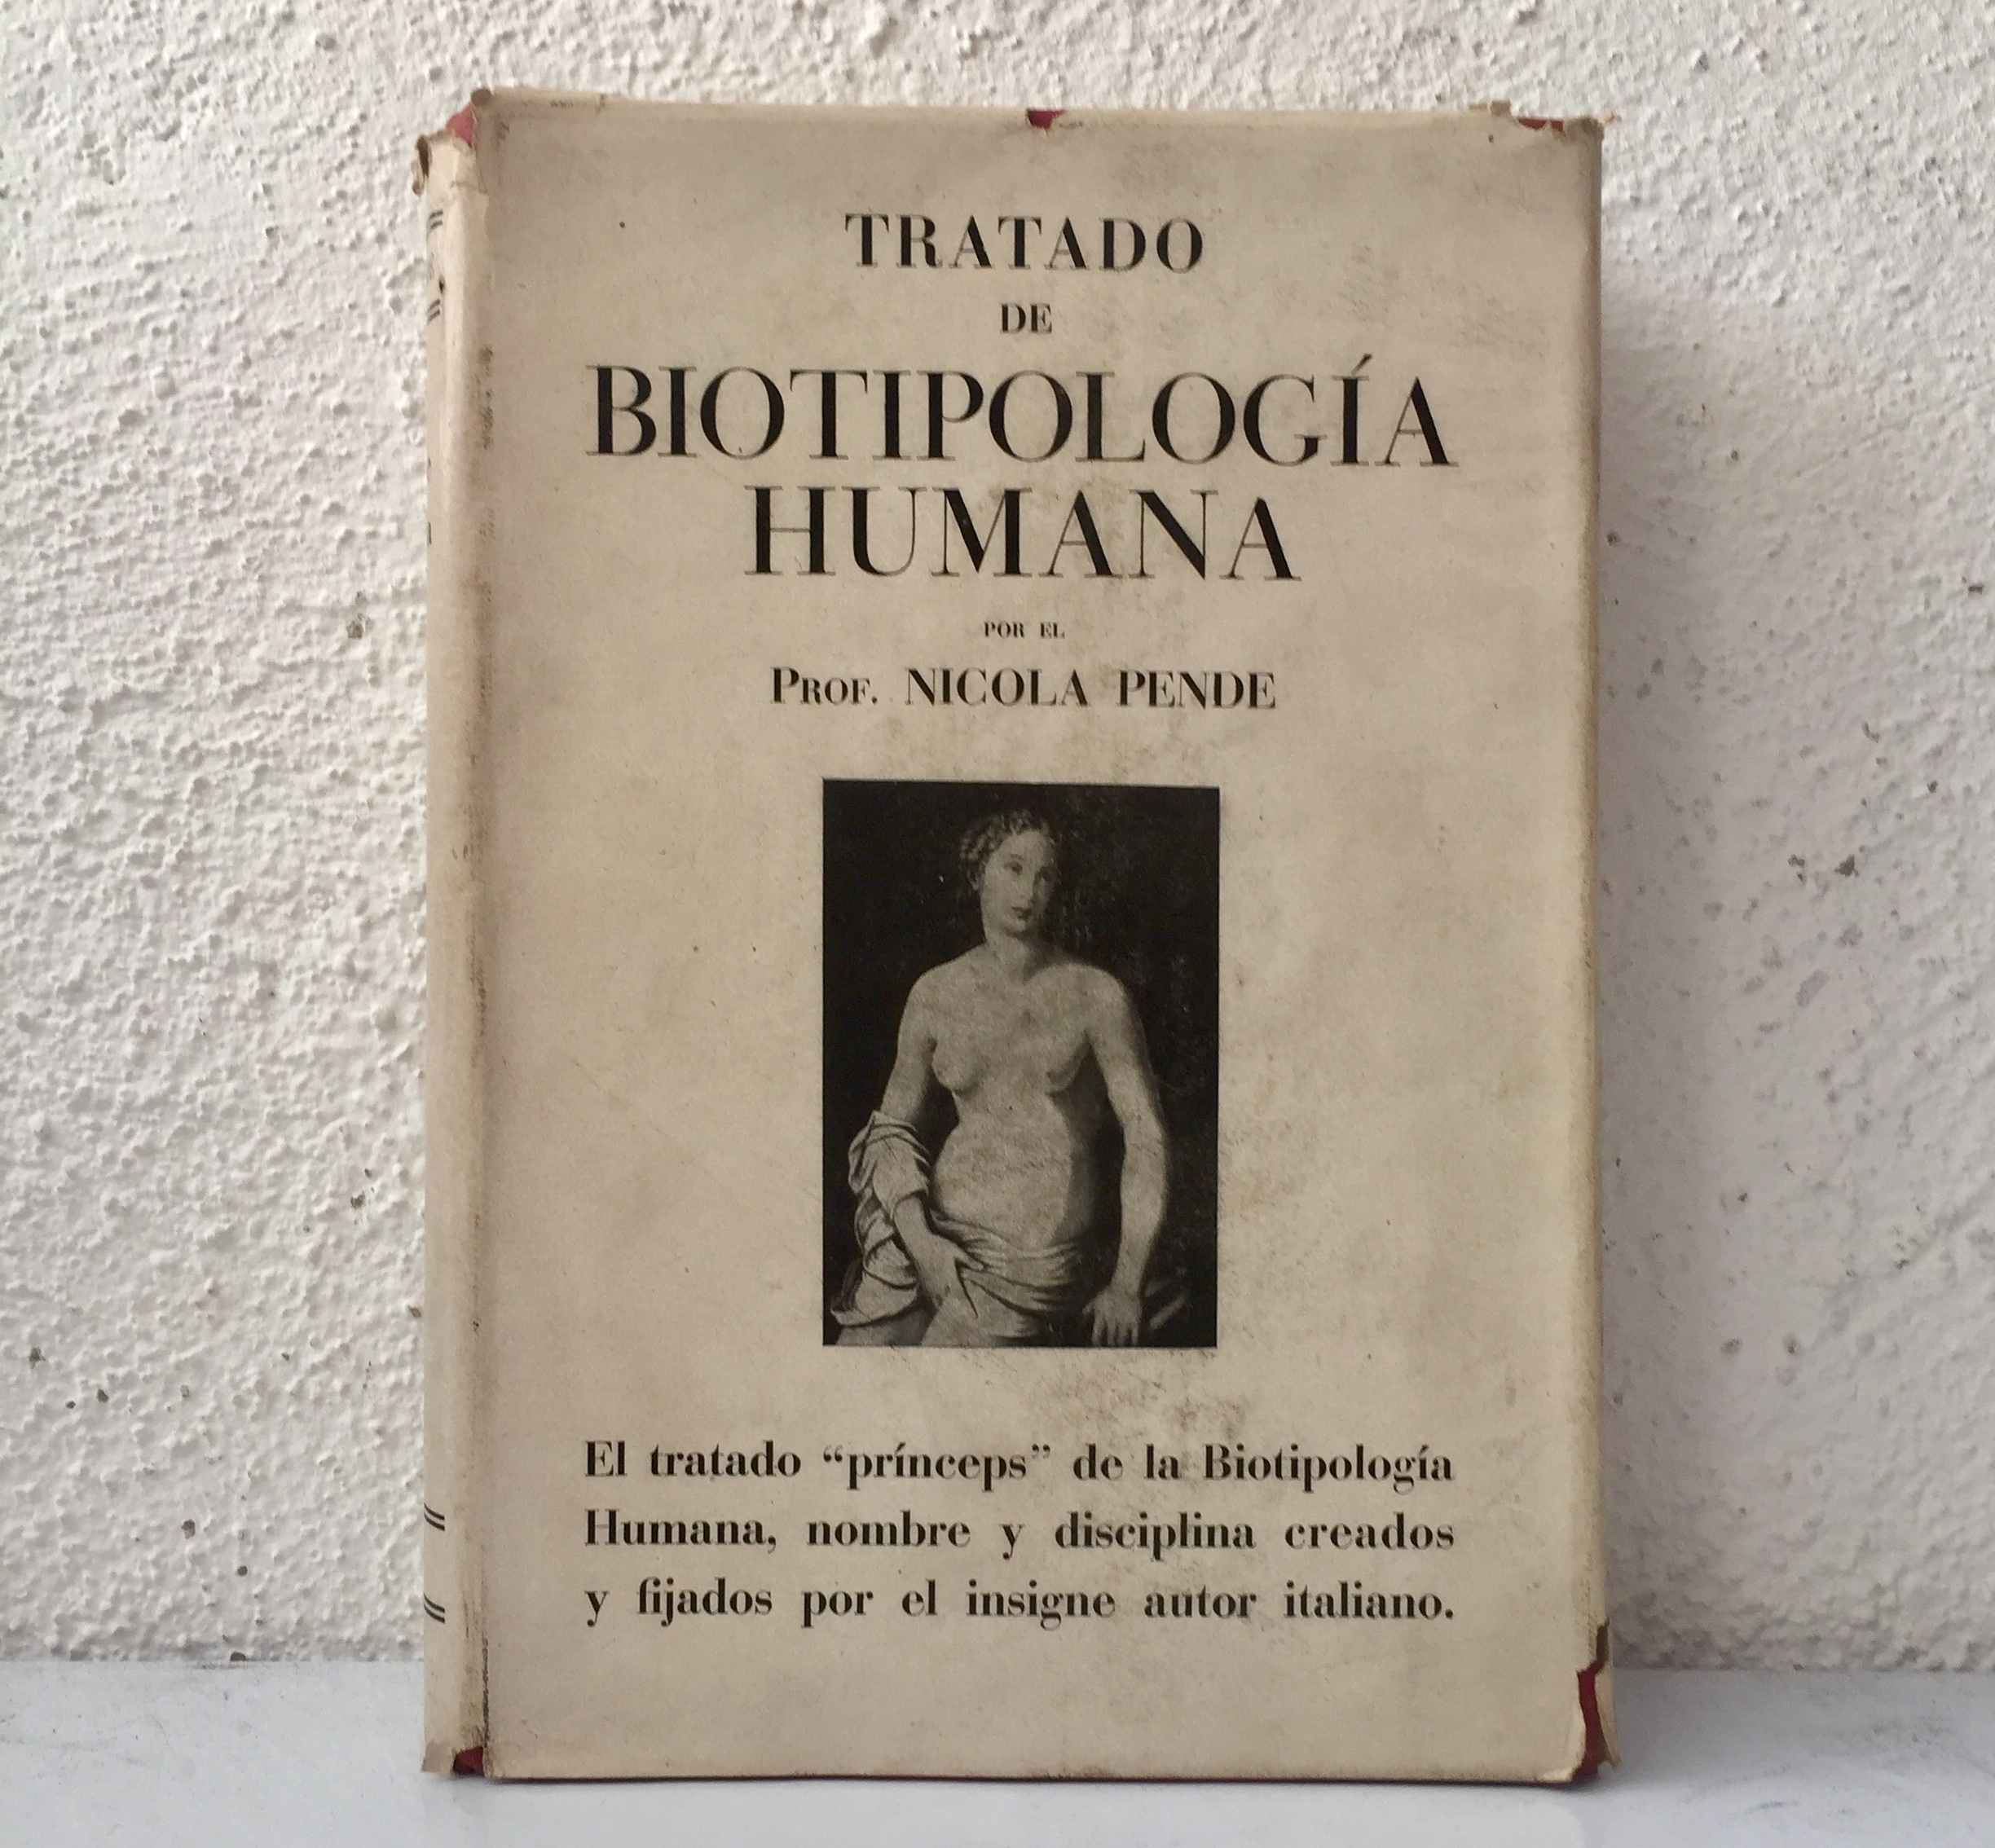 TRATADO
DE
BIOTIPOLOGÍA
HUMANA
POR EL
PROF. NICOLA PENDE
El tratado “prínceps” de la Biotipología
Humana, nombre y disciplina creados
y fijados por el insigne autor italiano.